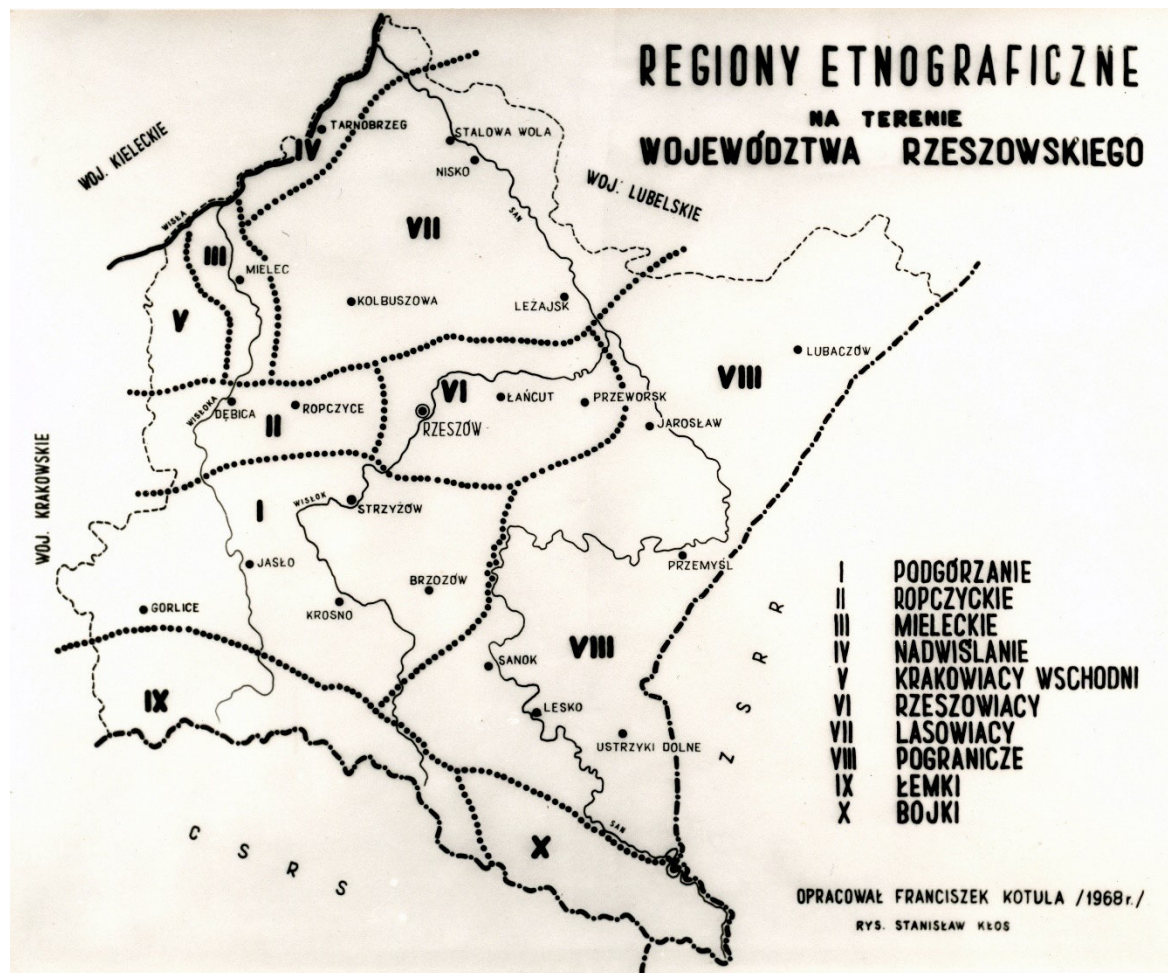 REGIONY ETNOGRAFICZNE
NA TERENIE
WOJEWÓDZTWA RZESZOWSKIEGO
WOJ. KIELECKIE
TARNOBRZEG
IV
STALOWA WOLA
NISKO
WOJ. LUBELSKIE
WISŁA
SAN
VII
III
MIELEC
KOLBUSZOWA
LEŻAJSK
V
LUBACZÓW
VIII
VI
ŁAŃCUT
PRZEWORSK
DĘBICA
ROPCZYCE
WISŁOKA
II
RZESZÓW
JAROSŁAW
WOJ. KRAKOWSKIE
I
WISŁOK
STRZYŻÓW
JASŁO
PRZEMYŚL
BRZOZÓW
GORLICE
KROSNO
VIII
SANOK
IX
LESKO
USTRZYKI DOLNE
Z S R R
SAN
X
C S R S
I PODGÓRZANIE
II ROPCZYCKIE
III MIELECKIE
IV NADWIŚLANIE
V KRAKOWIACY WSCHODNI
VI RZESZOWIACY
VII LASOWIACY
VIII POGRANICZE
IX ŁEMKI
X BOJKI
OPRACOWAŁ FRANCISZEK KOTULA /1968r./
RYS. STANISŁAW KŁOS